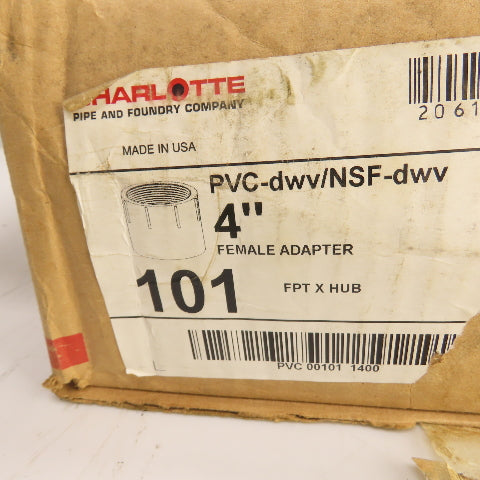 CHARLOTTE
PIPE AND FOUNDRY COMPANY
2061
MADE IN USA
PVC-dwv/NSF-dwv
4"
FEMALE ADAPTER
101
FPT X HUB
PVC 00101 1400